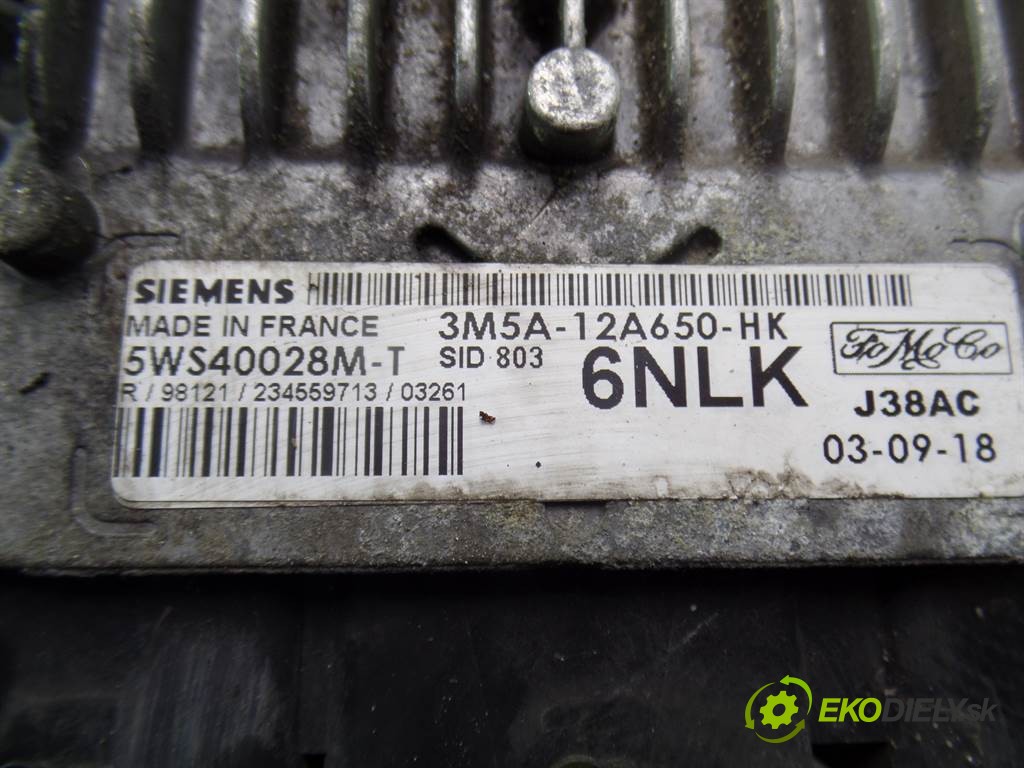 SIEMENS
MADE IN FRANCE 3M5A-12A650-HK
5WS40028M-T SID 803 6NLK FoMoCo
R / 98121 / 234559713 / 03261 J38AC
03-09-18
EKODIELY.sk